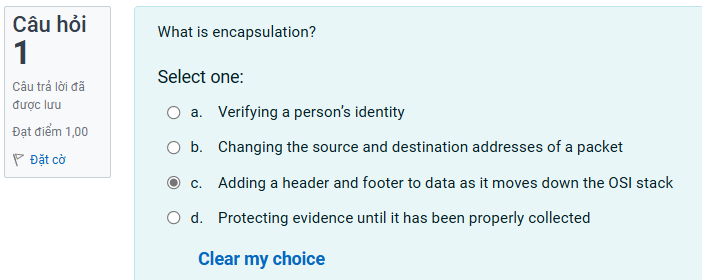 Câu hỏi
1
Câu trả lời đã
được lưu
Đạt điểm 1,00
Đặt cờ
What is encapsulation?
Select one:
a. Verifying a person's identity
b. Changing the source and destination addresses of a packet
c. Adding a header and footer to data as it moves down the OSI stack
d. Protecting evidence until it has been properly collected
Clear my choice